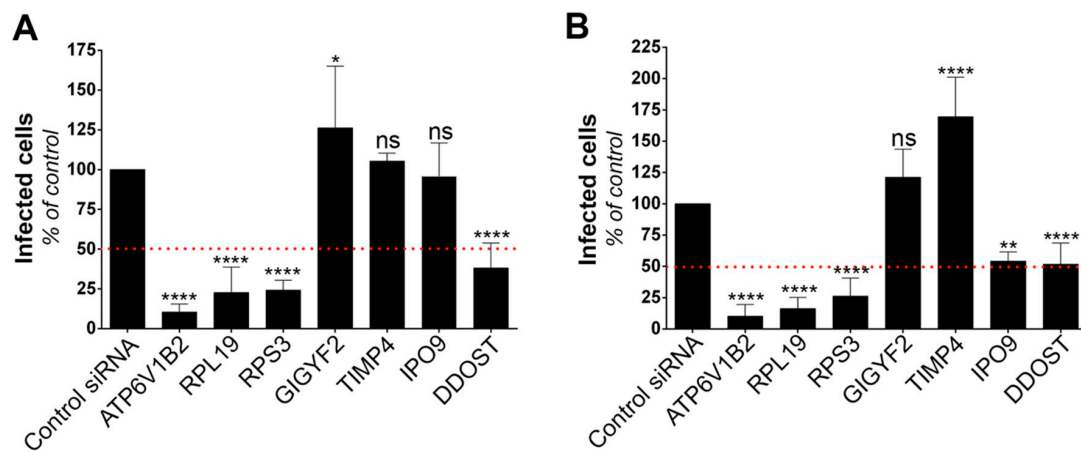 A
Infected cells
% of control
175
150
125
100
75
50
25
0
*
ns
ns
****
****
****
****
Control siRNA
ATP6V1B2
RPL19
RPS3
GIGYF2
TIMP4
IPO9
DDOST
B
Infected cells
% of control
225
200
175
150
125
100
75
50
25
0
****
ns
**
****
****
****
****
Control siRNA
ATP6V1B2
RPL19
RPS3
GIGYF2
TIMP4
IPO9
DDOST